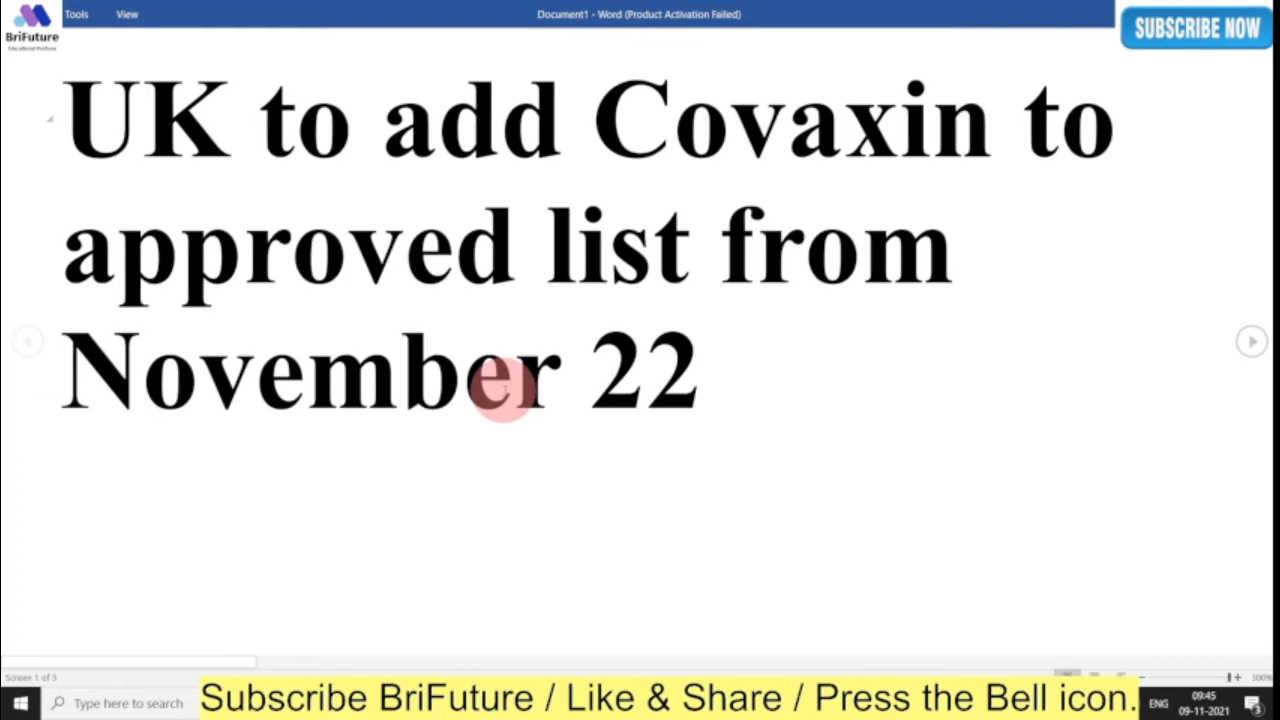 BriFuture
Tools View Document1 - Word (Product Activation Failed)
SUBSCRIBE NOW
UK to add Covaxin to
approved list from
November 22
Screen 1 of 5
100%
Type here to search
Subscribe BriFuture / Like & Share / Press the Bell icon.
ENG
09:45
09-11-2021
3